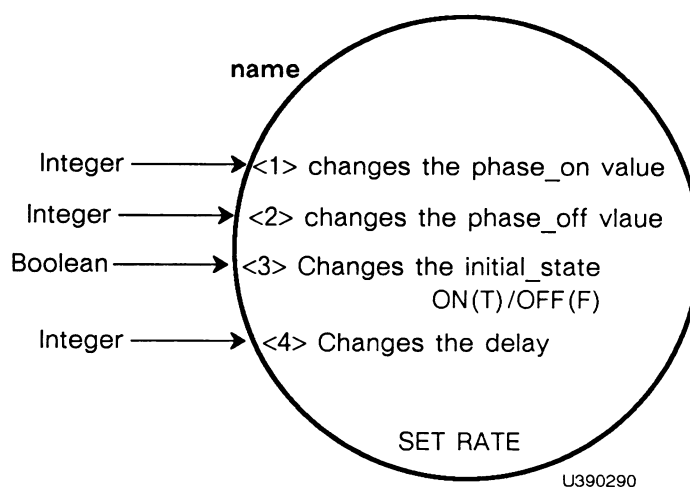 name
Integer <1> changes the phase_on value
Integer <2> changes the phase_off vlaue
Boolean <3> Changes the initial_state
ON(T)/OFF(F)
Integer <4> Changes the delay
SET RATE
U390290